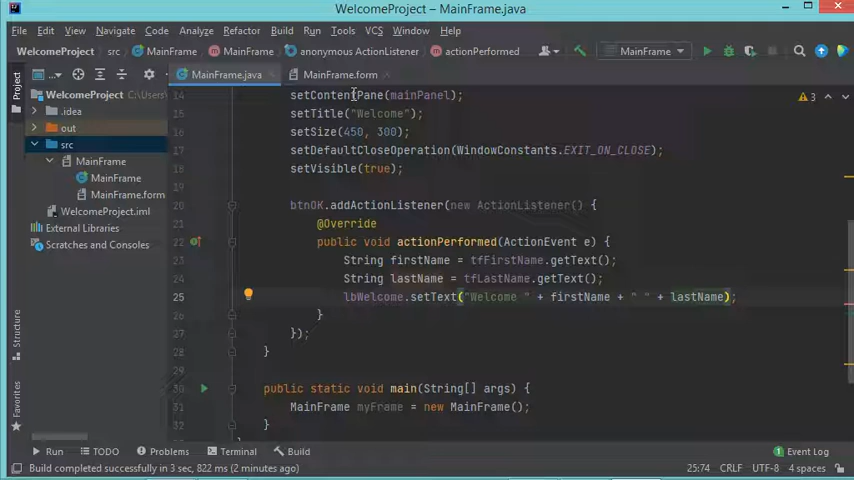 WelcomeProject – MainFrame.java
File Edit View Navigate Code Analyze Refactor Build Run Tools VCS Window Help
WelcomeProject src MainFrame MainFrame anonymous ActionListener actionPerformed MainFrame
MainFrame.java MainFrame.form
Project
WelcomeProject C:\Users\
.idea
out
src
MainFrame
MainFrame
MainFrame.form
WelcomeProject.iml
External Libraries
Scratches and Consoles
Structure
Favorites
3
14 setContentPane(mainPanel);
15 setTitle("Welcome");
16 setSize(450, 300);
17 setDefaultCloseOperation(WindowConstants.EXIT_ON_CLOSE);
18 setVisible(true);
19
20 btnOK.addActionListener(new ActionListener() {
21 @Override
22 public void actionPerformed(ActionEvent e) {
23 String firstName = tfFirstName.getText();
24 String lastName = tfLastName.getText();
25 lbWelcome.setText("Welcome " + firstName + " " + lastName);
26 }
27 });
28 }
29
30 public static void main(String[] args) {
31 MainFrame myFrame = new MainFrame();
32 }
Run TODO Problems Terminal Build 1 Event Log
Build completed successfully in 3 sec, 822 ms (2 minutes ago) 25:74 CRLF UTF-8 4 spaces